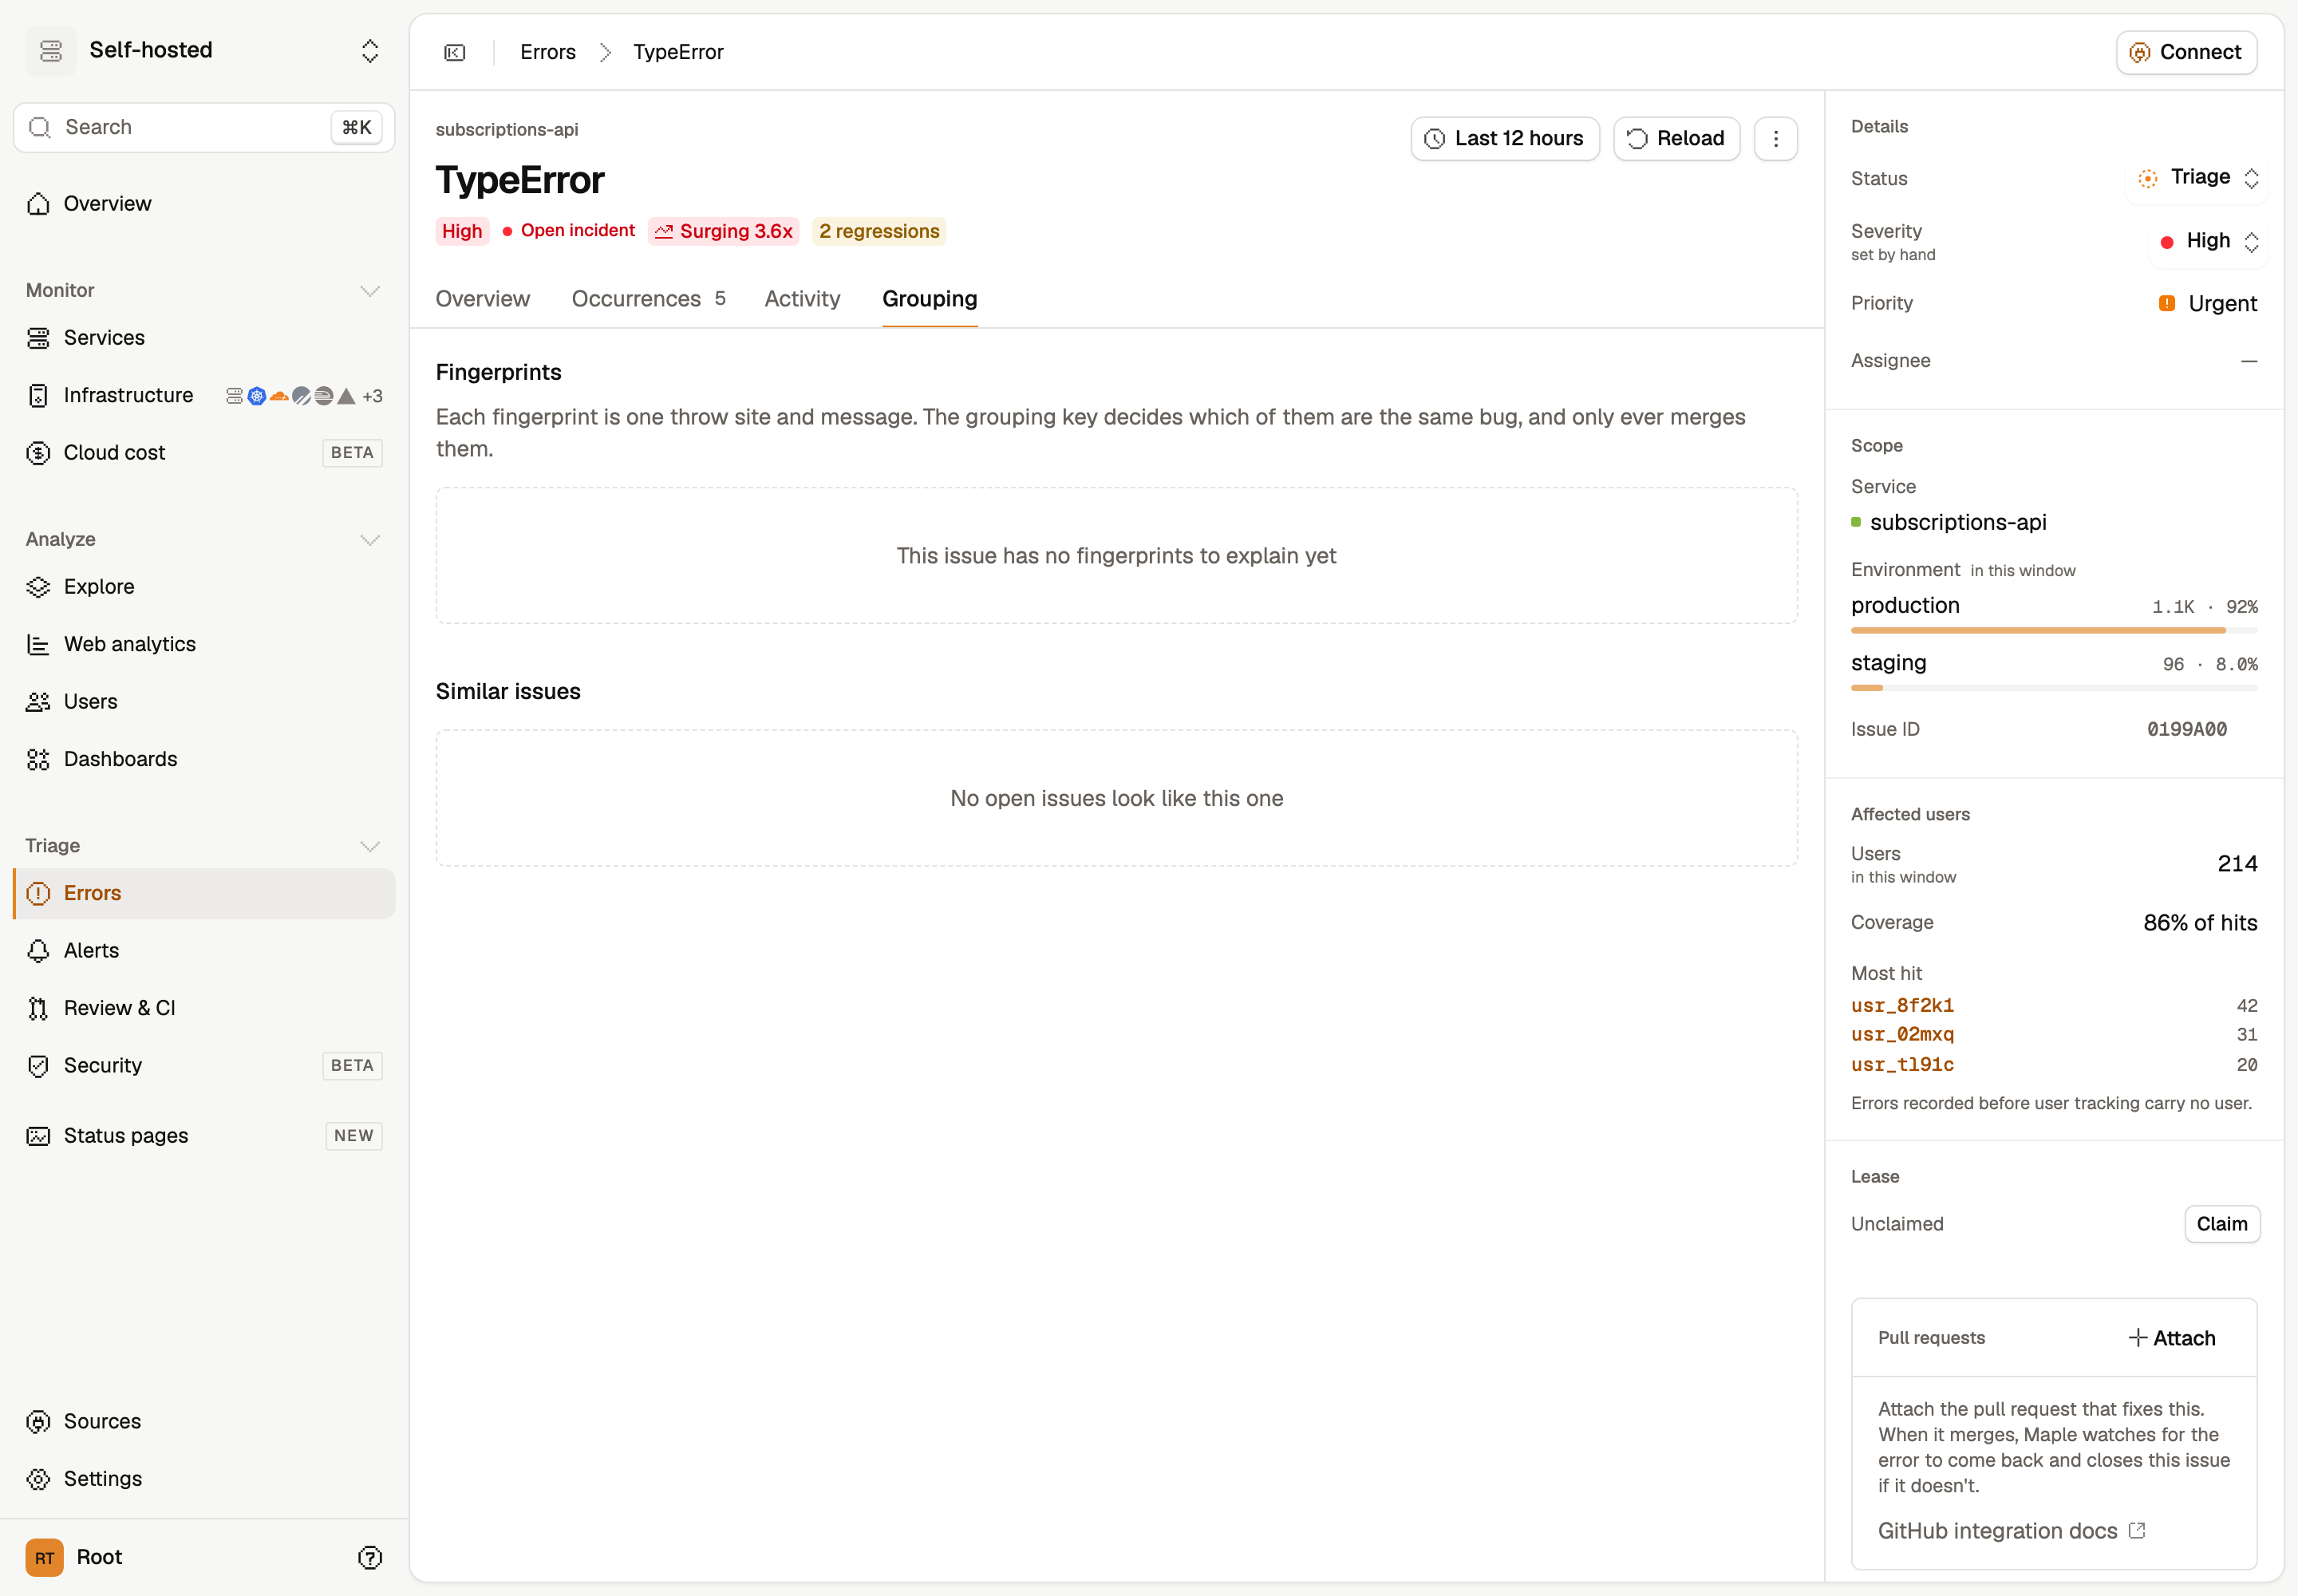 Self-hosted
Search ⌘K
Overview
Monitor
Services
Infrastructure +3
Cloud cost BETA
Analyze
Explore
Web analytics
Users
Dashboards
Triage
Errors
Alerts
Review & CI
Security BETA
Status pages NEW
Sources
Settings
RT Root
Errors TypeError
Connect
subscriptions-api
Last 12 hours Reload
TypeError
High Open incident Surging 3.6x 2 regressions
Overview Occurrences 5 Activity Grouping
Fingerprints
Each fingerprint is one throw site and message. The grouping key decides which of them are the same bug, and only ever merges
them.
This issue has no fingerprints to explain yet
Similar issues
No open issues look like this one
Details
Status Triage
Severity High
set by hand
Priority Urgent
Assignee —
Scope
Service
subscriptions-api
Environment in this window
production 1.1K · 92%
staging 96 · 8.0%
Issue ID 0199A00
Affected users
Users 214
in this window
Coverage 86% of hits
Most hit
usr_8f2k1 42
usr_02mxq 31
usr_tl91c 20
Errors recorded before user tracking carry no user.
Lease
Unclaimed Claim
Pull requests Attach
Attach the pull request that fixes this.
When it merges, Maple watches for the
error to come back and closes this issue
if it doesn't.
GitHub integration docs